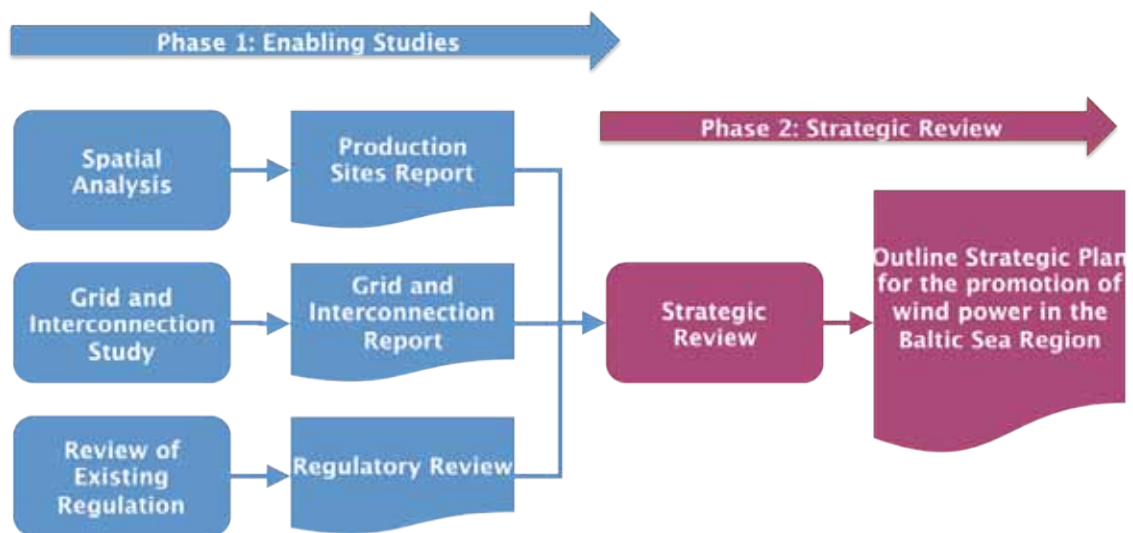 Phase 1: Enabling Studies
Phase 2: Strategic Review
Spatial
Analysis
Production
Sites Report
Grid and
Interconnection
Study
Grid and
Interconnection
Report
Review of
Existing
Regulation
Regulatory Review
Strategic
Review
Outline Strategic Plan
for the promotion of
wind power in the
Baltic Sea Region